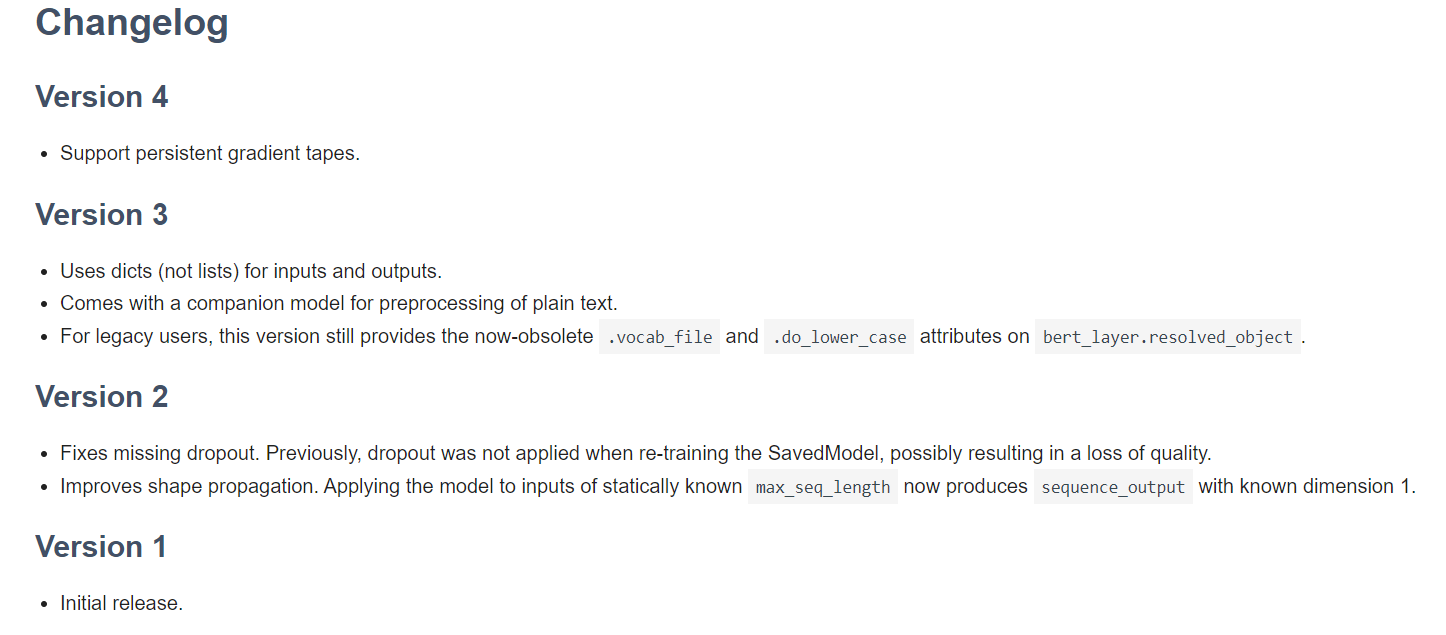 Changelog
Version 4
• Support persistent gradient tapes.
Version 3
• Uses dicts (not lists) for inputs and outputs.
• Comes with a companion model for preprocessing of plain text.
• For legacy users, this version still provides the now-obsolete .vocab_file and .do_lower_case attributes on bert_layer.resolved_object.
Version 2
• Fixes missing dropout. Previously, dropout was not applied when re-training the SavedModel, possibly resulting in a loss of quality.
• Improves shape propagation. Applying the model to inputs of statically known max_seq_length now produces sequence_output with known dimension 1.
Version 1
• Initial release.